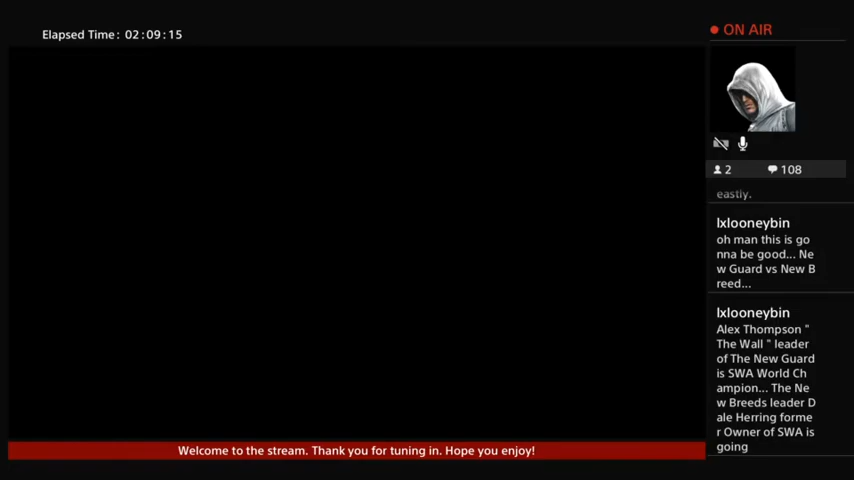 Elapsed Time: 02:09:15
ON AIR
2
108
eastly.
lxlooneybin
oh man this is go
nna be good... Ne
w Guard vs New B
reed...
lxlooneybin
Alex Thompson "
The Wall " leader
of The New Guard
is SWA World Ch
ampion... The Ne
w Breeds leader D
ale Herring forme
r Owner of SWA is
going
Welcome to the stream. Thank you for tuning in. Hope you enjoy!